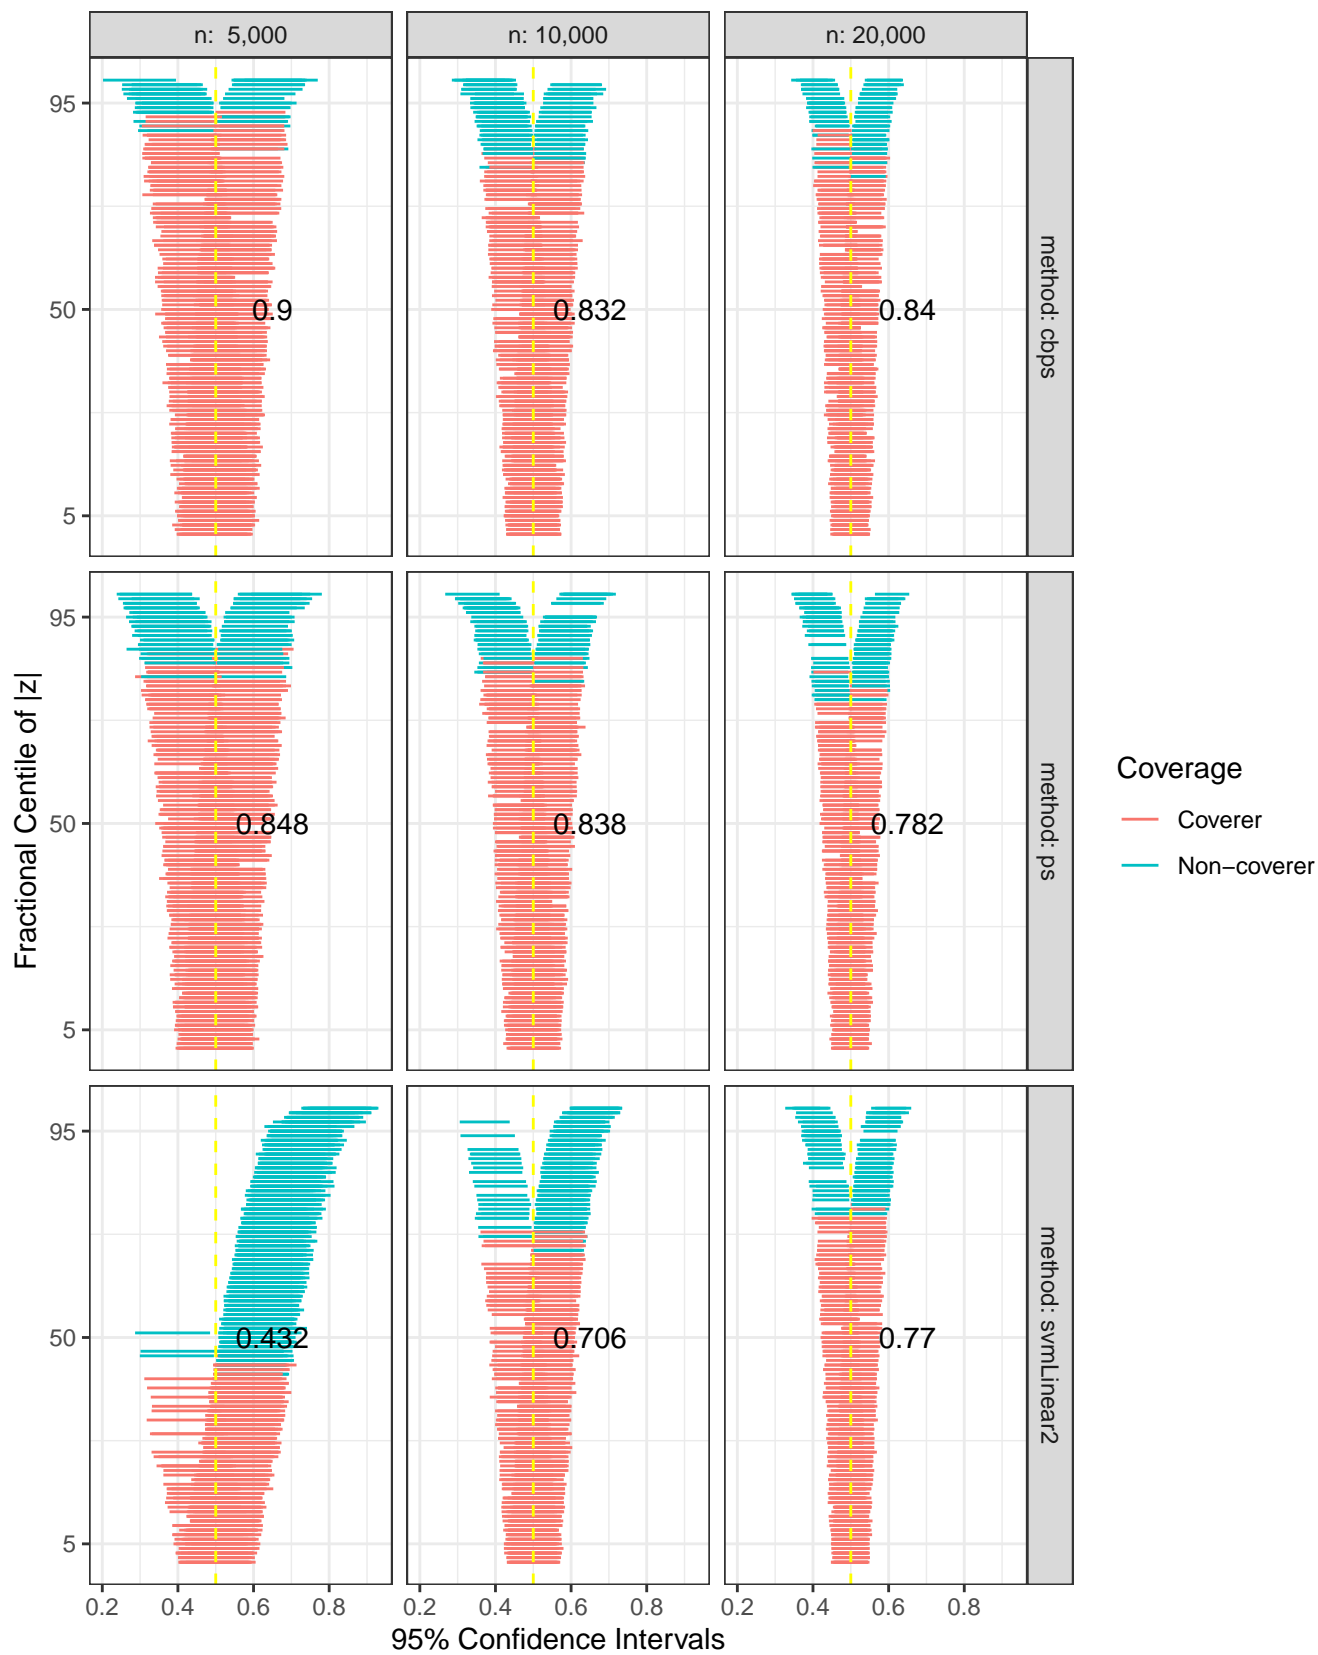 n:  5,000
n: 10,000
n: 20,000
95
50
5
0.9
0.832
0.84
method: cbps
95
50
5
0.848
0.838
0.782
method: ps
95
50
5
0.432
0.706
0.77
method: svmLinear2
0.2 0.4 0.6 0.8
0.2 0.4 0.6 0.8
0.2 0.4 0.6 0.8
95% Confidence Intervals
Fractional Centile of |z|
Coverage
Coverer
Non−coverer